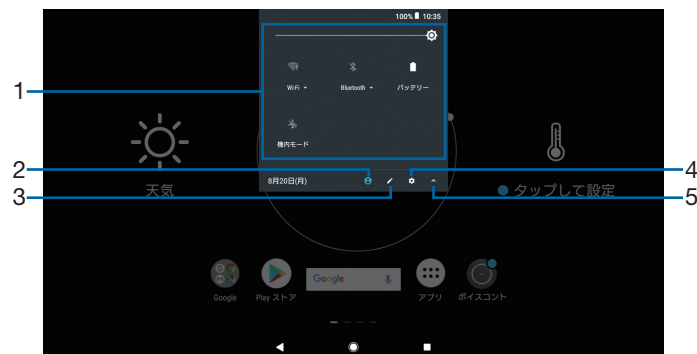 100% 10:35
1
Wi-Fi
Bluetooth
バッテリー
機内モード
2
8月20日(月)
4
3
5
天気
タップして設定
Google
Play ストア
Google
アプリ
ボイスコント